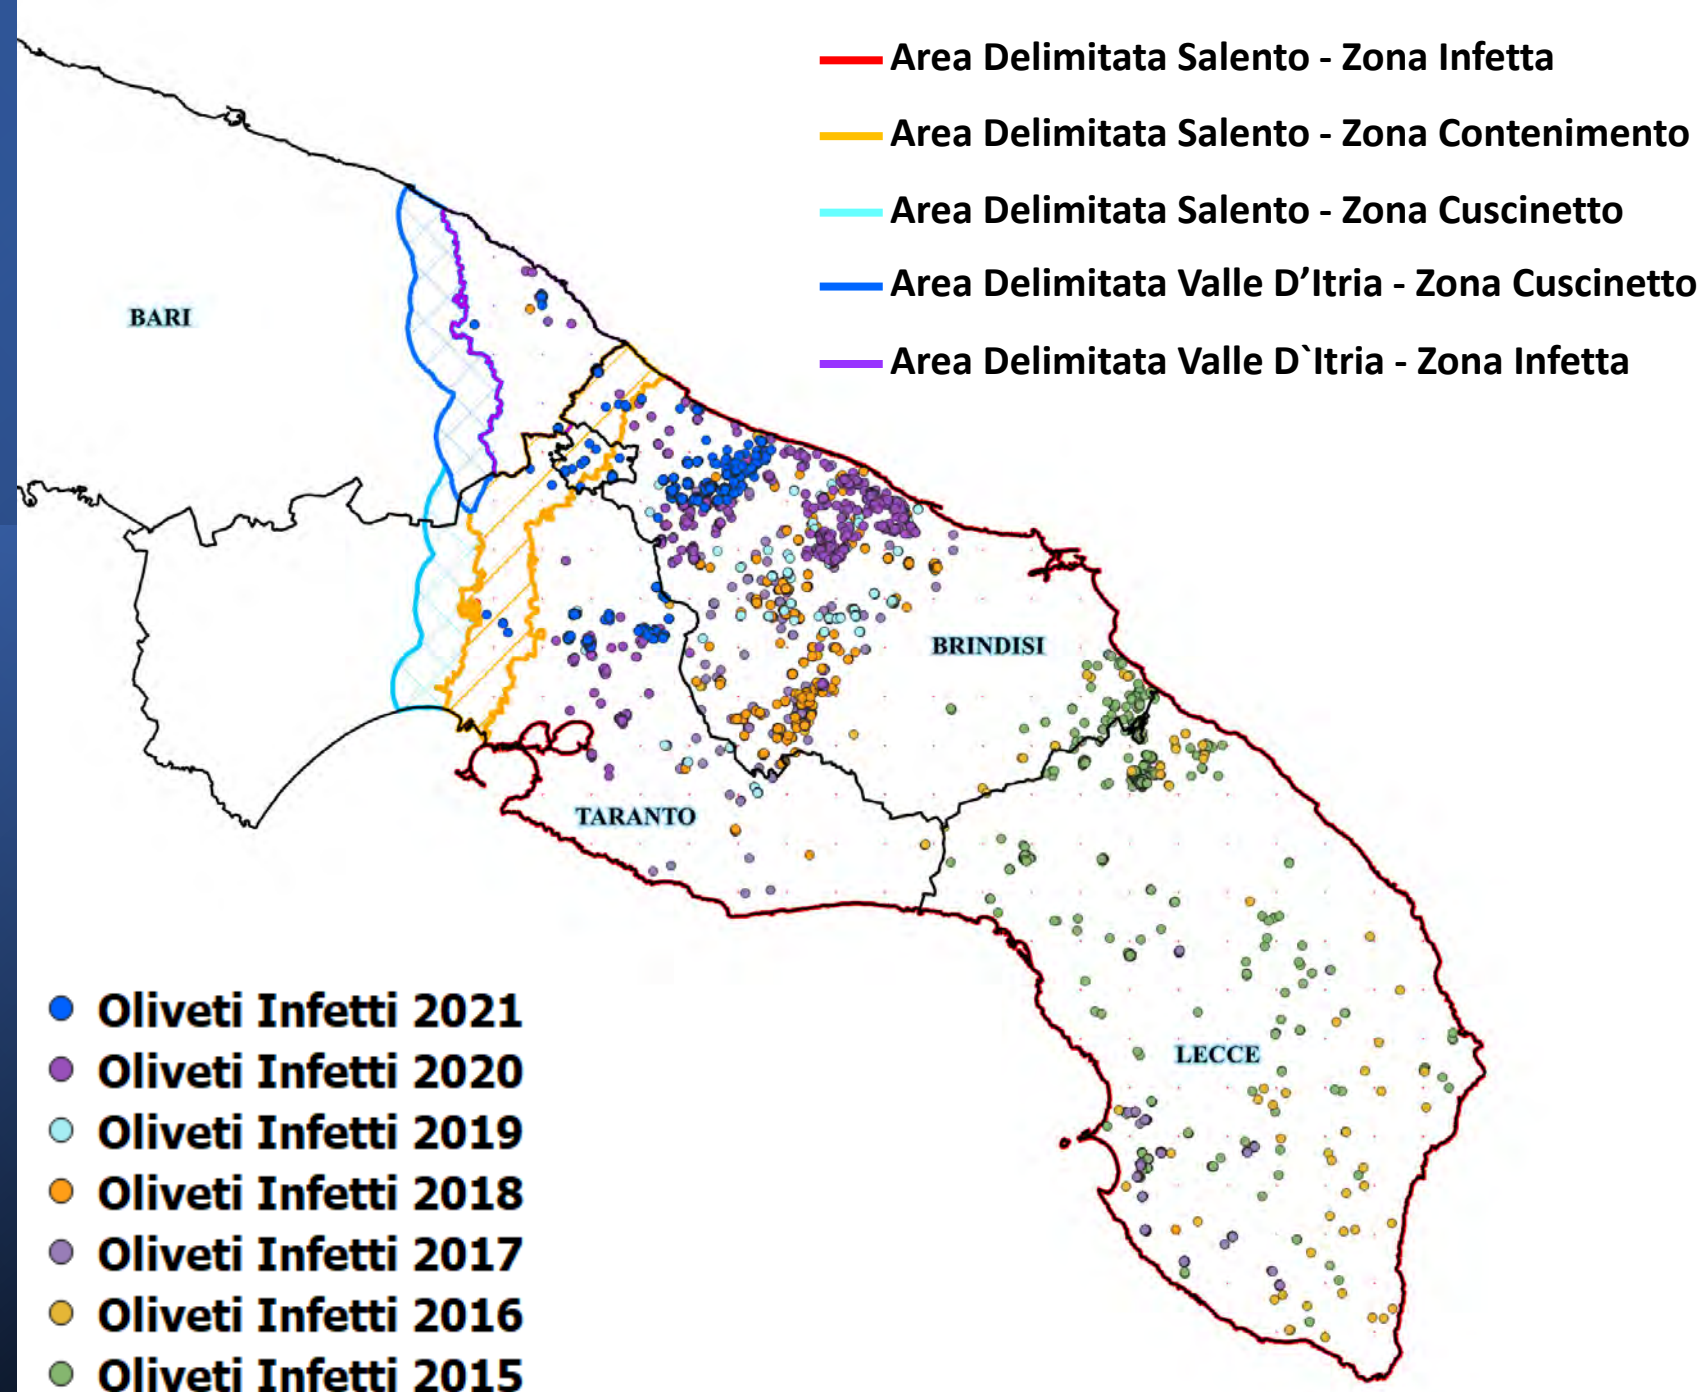 Area Delimitata Salento - Zona Infetta
Area Delimitata Salento - Zona Contenimento
Area Delimitata Salento - Zona Cuscinetto
Area Delimitata Valle D’Itria - Zona Cuscinetto
Area Delimitata Valle D`Itria - Zona Infetta
BARI
BRINDISI
TARANTO
LECCE
Oliveti Infetti 2021
Oliveti Infetti 2020
Oliveti Infetti 2019
Oliveti Infetti 2018
Oliveti Infetti 2017
Oliveti Infetti 2016
Oliveti Infetti 2015